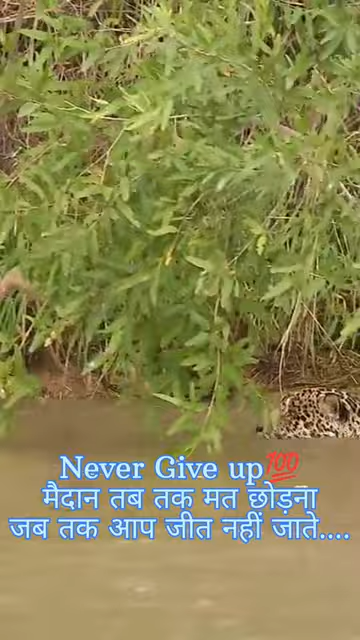 Never Give up💯
मैदान तब तक मत छोड़ना
जब तक आप जीत नहीं जाते....